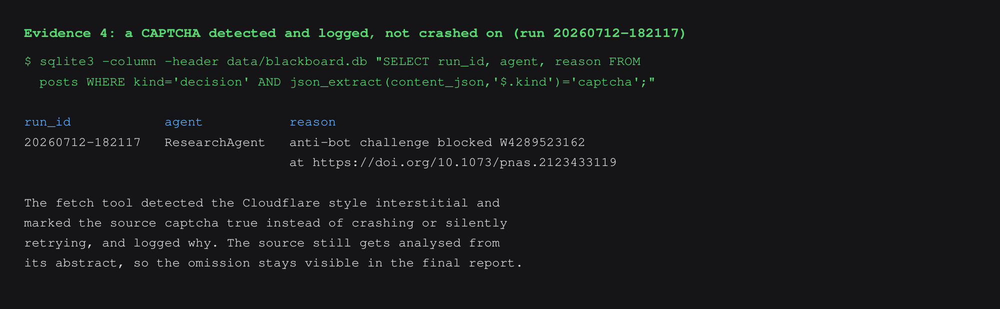 Evidence 4: a CAPTCHA detected and logged, not crashed on (run 20260712-182117)
$ sqlite3 -column -header data/blackboard.db "SELECT run_id, agent, reason FROM
posts WHERE kind='decision' AND json_extract(content_json,'$.kind')='captcha';"
run_id agent reason
20260712-182117 ResearchAgent anti-bot challenge blocked W4289523162
at https://doi.org/10.1073/pnas.2123433119
The fetch tool detected the Cloudflare style interstitial and
marked the source captcha true instead of crashing or silently
retrying, and logged why. The source still gets analysed from
its abstract, so the omission stays visible in the final report.